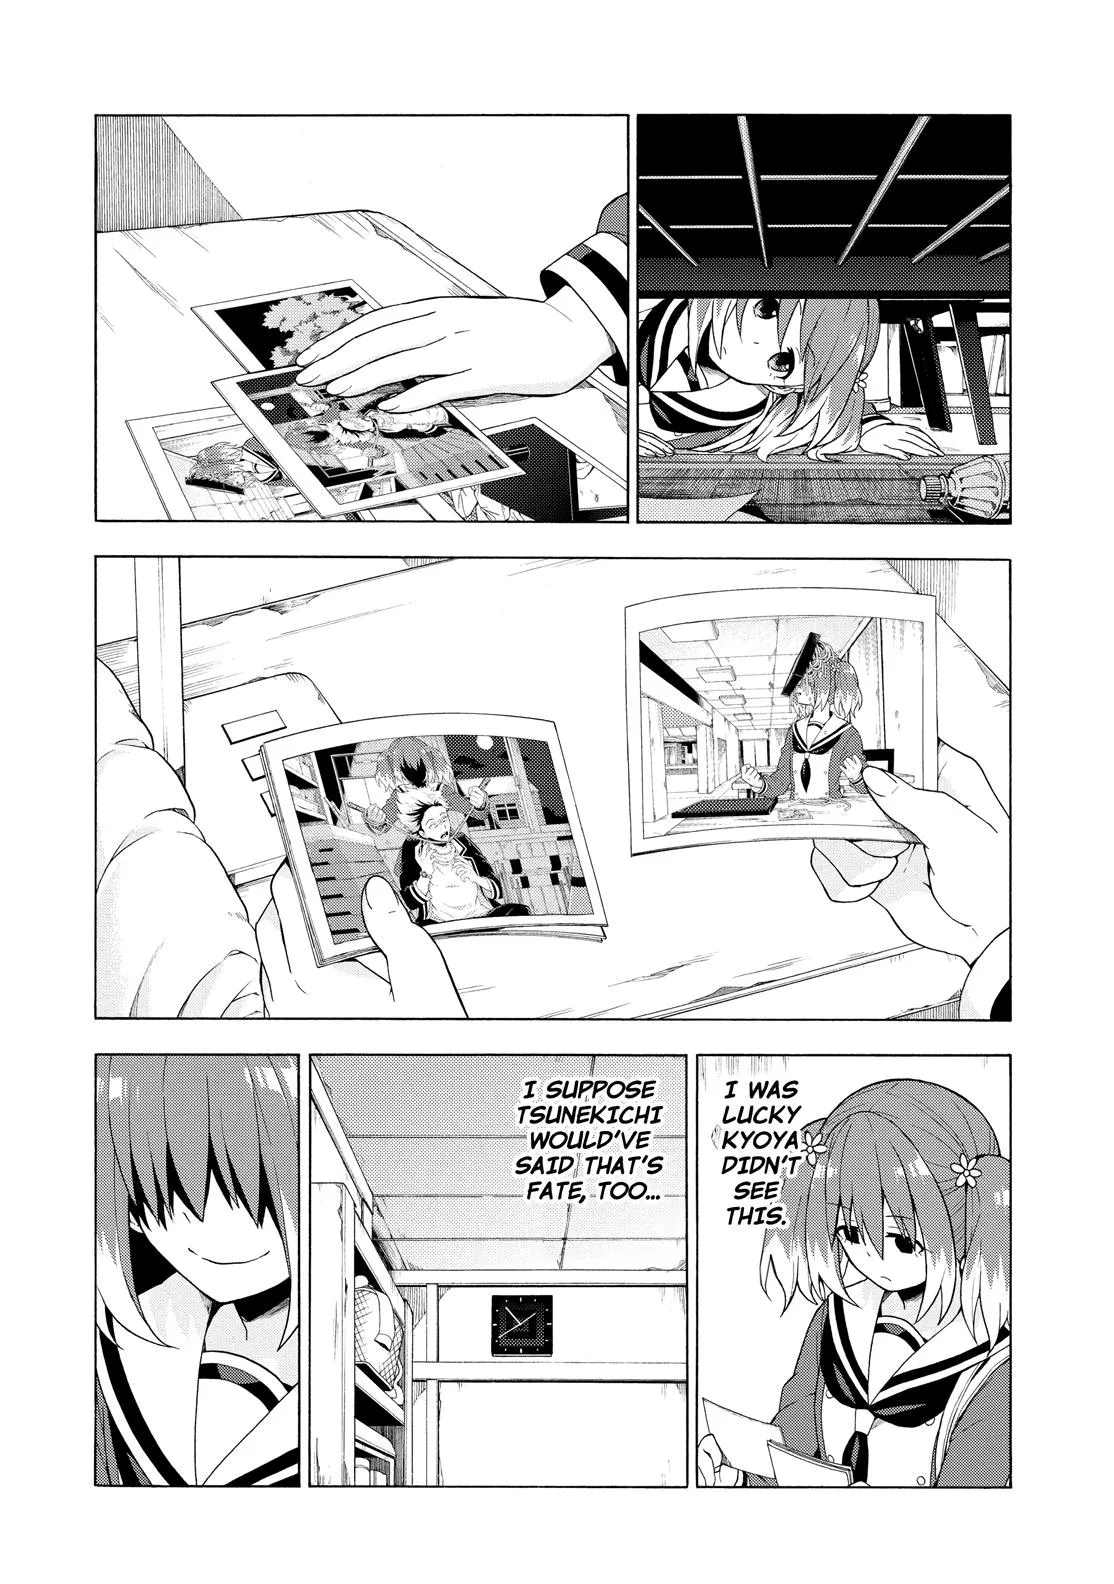 I WAS
LUCKY
KYOYA
DIDN'T
SEE
THIS.
I SUPPOSE
TSUNEKICHI
WOULD'VE
SAID THAT'S
FATE, TOO...